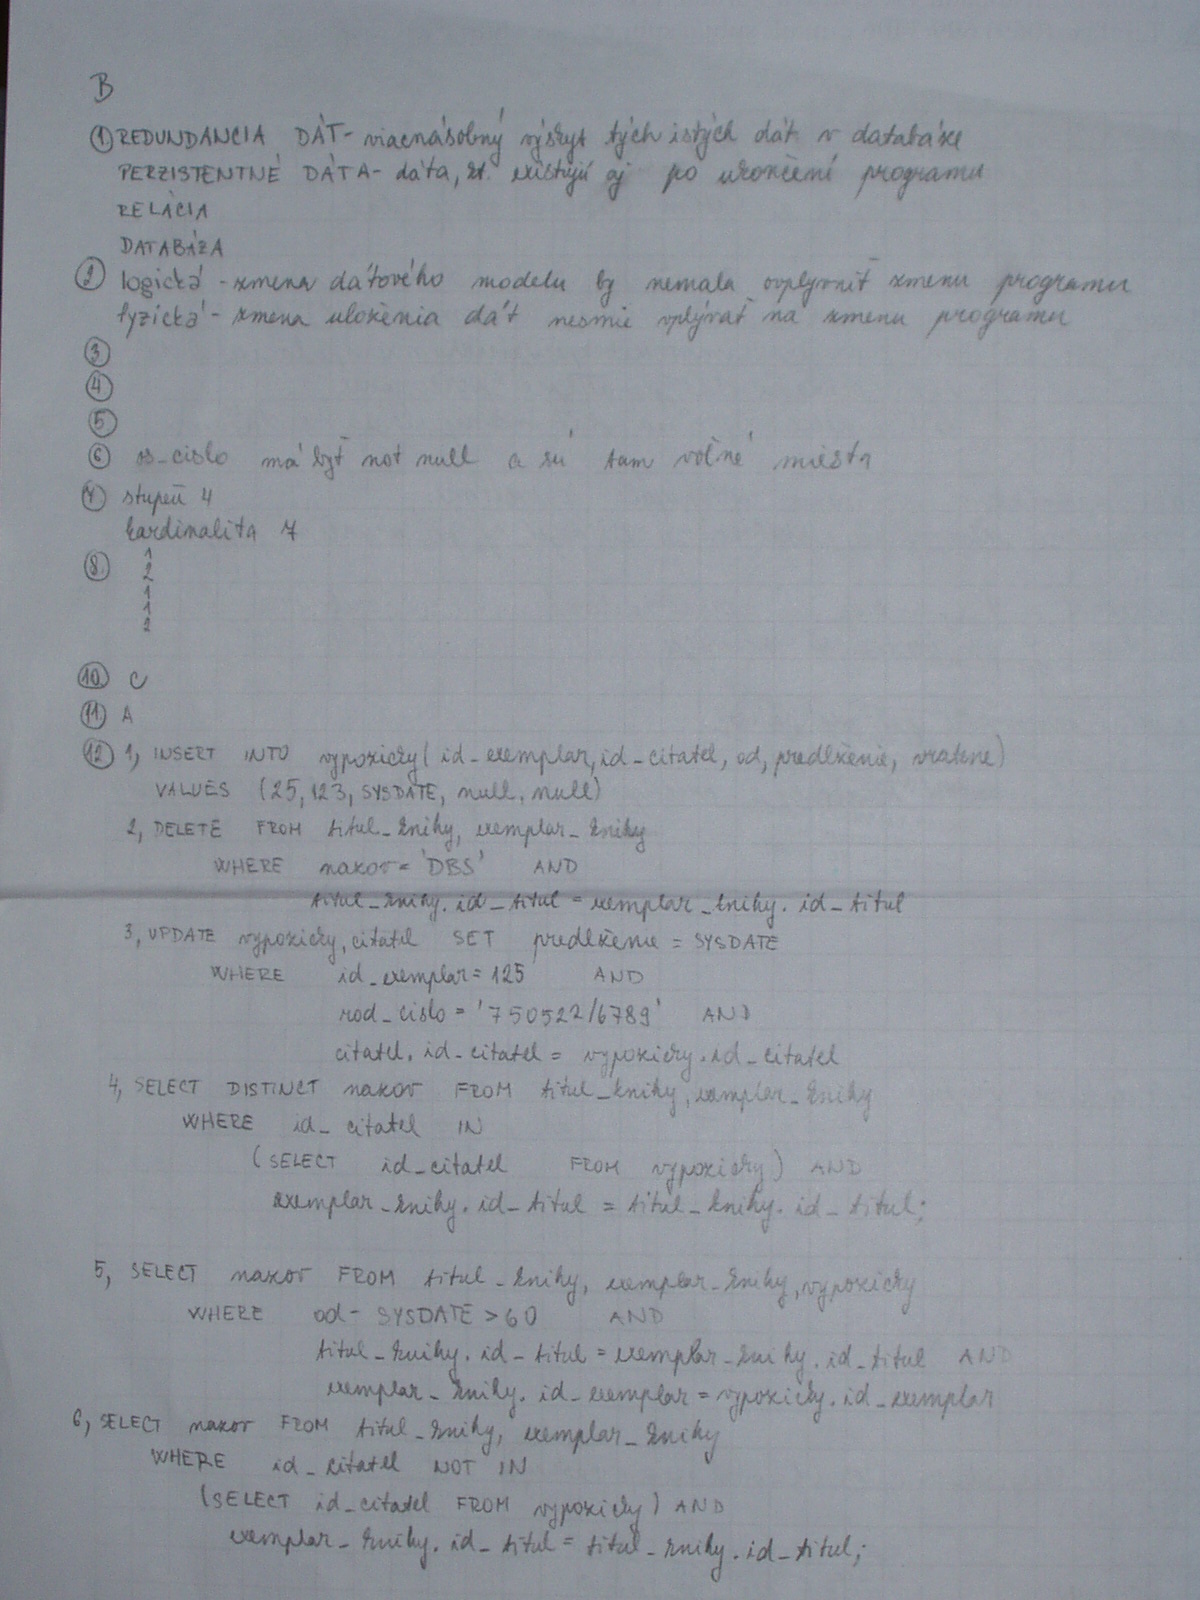 B
① REDUNDANCIA DÁT - viacnásobný výskyt tých istých dát v databáze
PERZISTENTNÉ DÁTA - dáta, kt. existujú aj po ukončení programu
RELÁCIA
DATABÁZA
② logická - zmena dátového modelu by nemala ovplyvniť zmenu programu
fyzická - zmena uloženia dát nesmie vplývať na zmenu programu
③
④
⑤
⑥ os_cislo má byť not null a sú tam voľné miesta
⑦ stupeň 4
kardinalita 7
⑧ 1
2
1
1
2
⑩ C
⑪ A
⑫ 1, INSERT INTO vypozicky (id_exemplar, id_citatel, od, predlženie, vratene)
VALUES (25, 123, SYSDATE, null, null)
2, DELETE FROM titul_knihy, exemplar_knihy
WHERE nazov = 'DBS' AND
titul_knihy.id_titul = exemplar_knihy.id_titul
3, UPDATE vypozicky, citatel SET predlženie = SYSDATE
WHERE id_exemplar = 125 AND
rod_cislo = '750522/6789' AND
citatel.id_citatel = vypozicky.id_citatel
4, SELECT DISTINCT nazov FROM titul_knihy, exemplar_knihy
WHERE id_citatel IN
(SELECT id_citatel FROM vypozicky) AND
exemplar_knihy.id_titul = titul_knihy.id_titul;
5, SELECT nazov FROM titul_knihy, exemplar_knihy, vypozicky
WHERE od - SYSDATE > 60 AND
titul_knihy.id_titul = exemplar_knihy.id_titul AND
exemplar_knihy.id_exemplar = vypozicky.id_exemplar
6, SELECT nazov FROM titul_knihy, exemplar_knihy
WHERE id_citatel NOT IN
(SELECT id_citatel FROM vypozicky) AND
exemplar_knihy.id_titul = titul_knihy.id_titul;